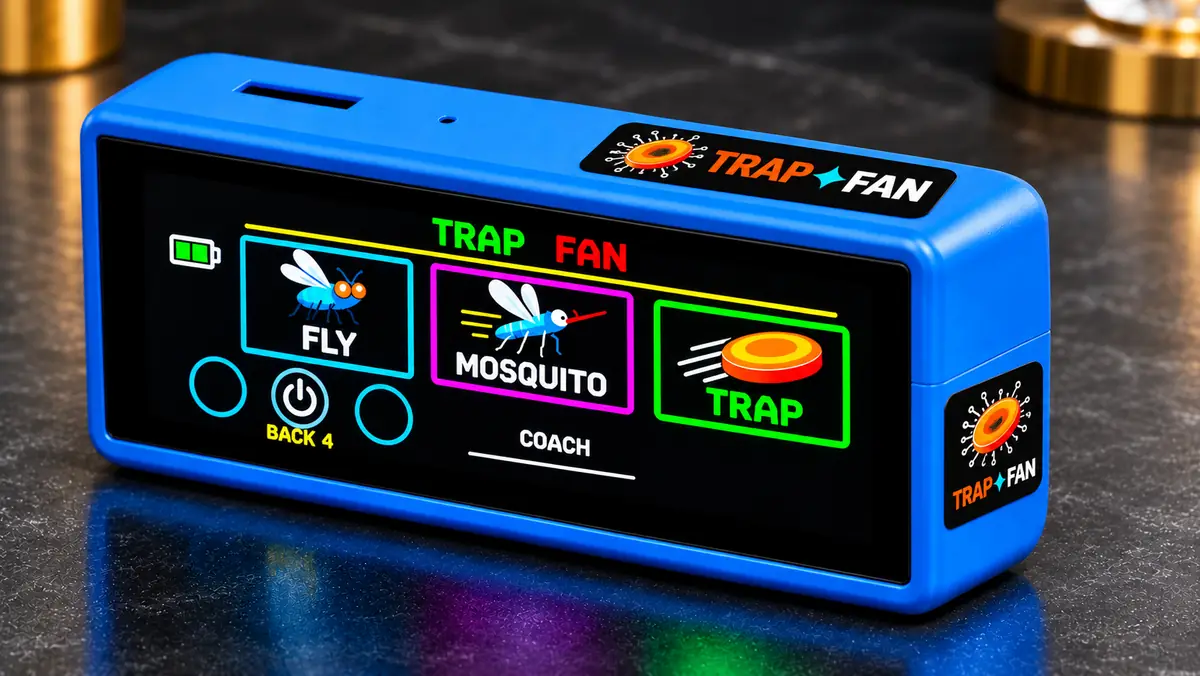 TRAP FAN
TRAP FAN
FLY
MOSQUITO
TRAP
BACK 4
COACH
TRAP FAN